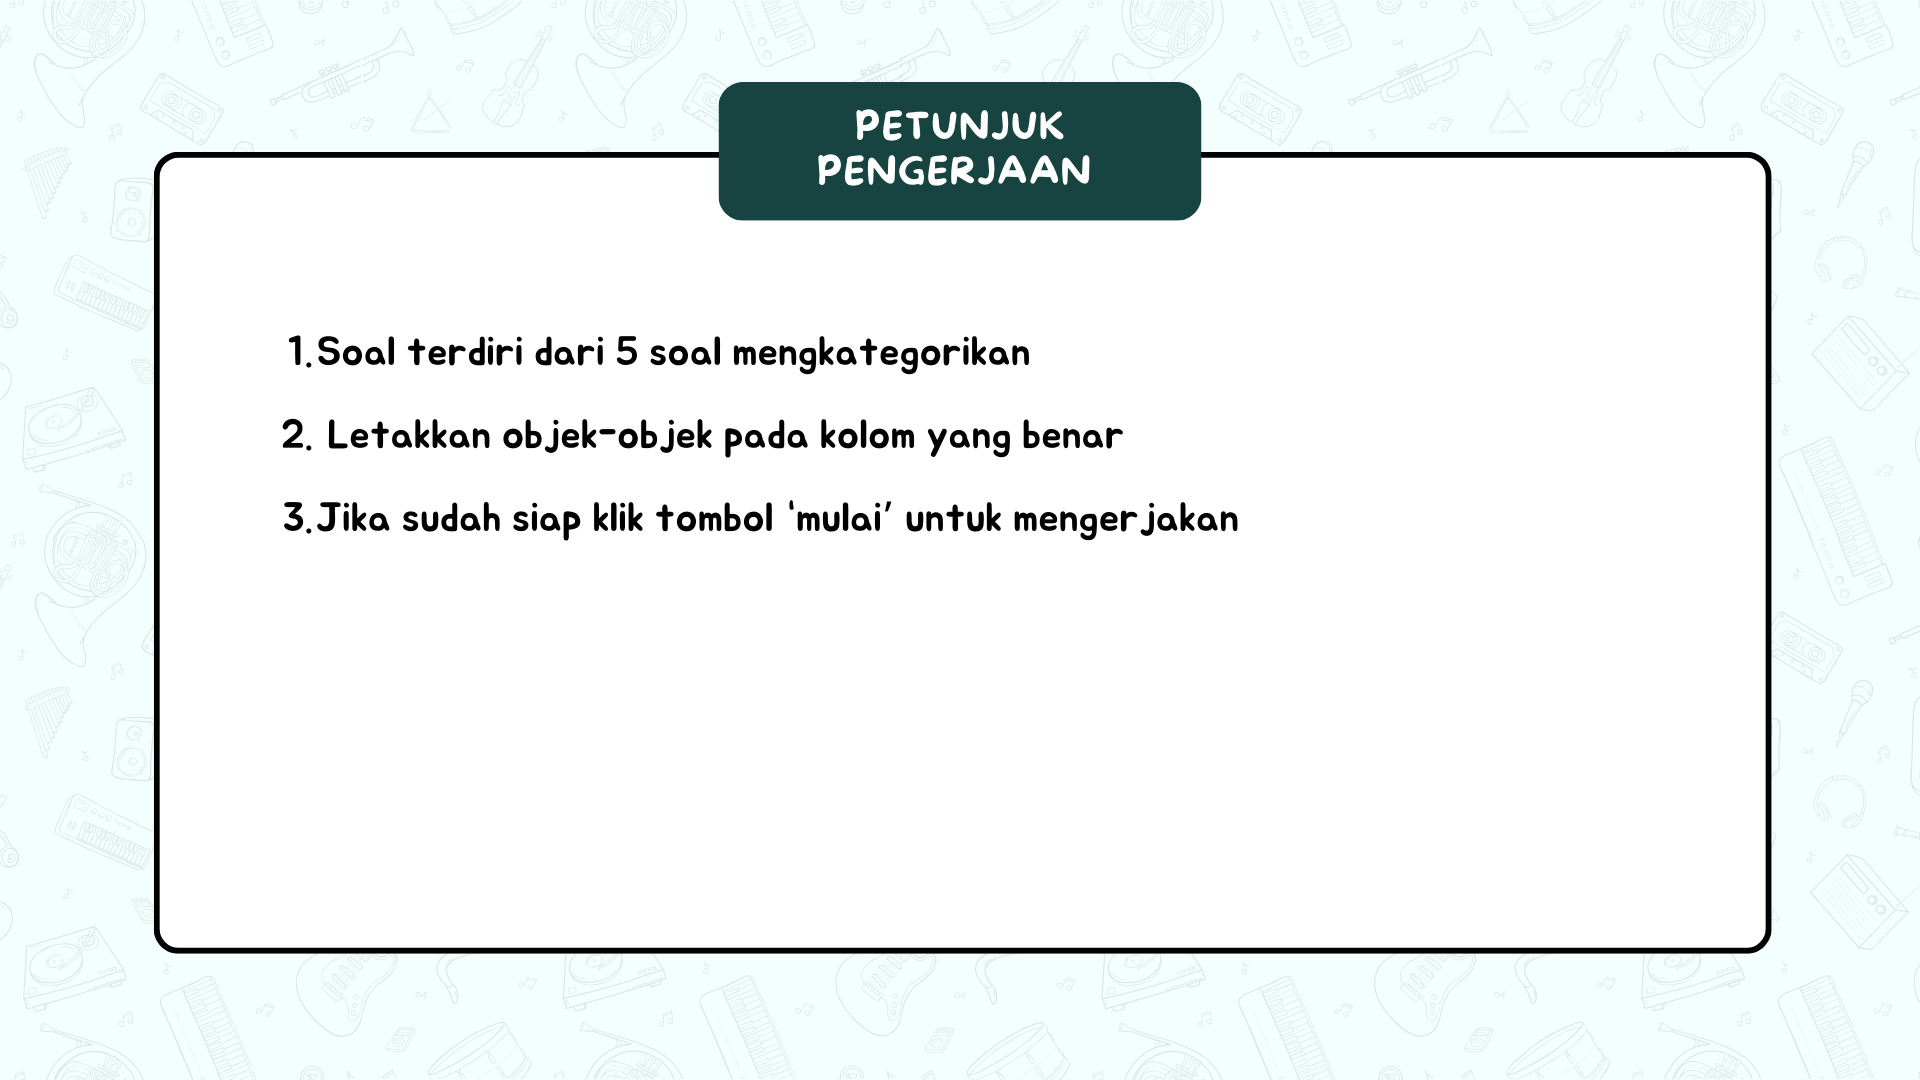 PETUNJUK
PENGERJAAN
1.Soal terdiri dari 5 soal mengkategorikan
2. Letakkan objek-objek pada kolom yang benar
3.Jika sudah siap klik tombol ‘mulai’ untuk mengerjakan